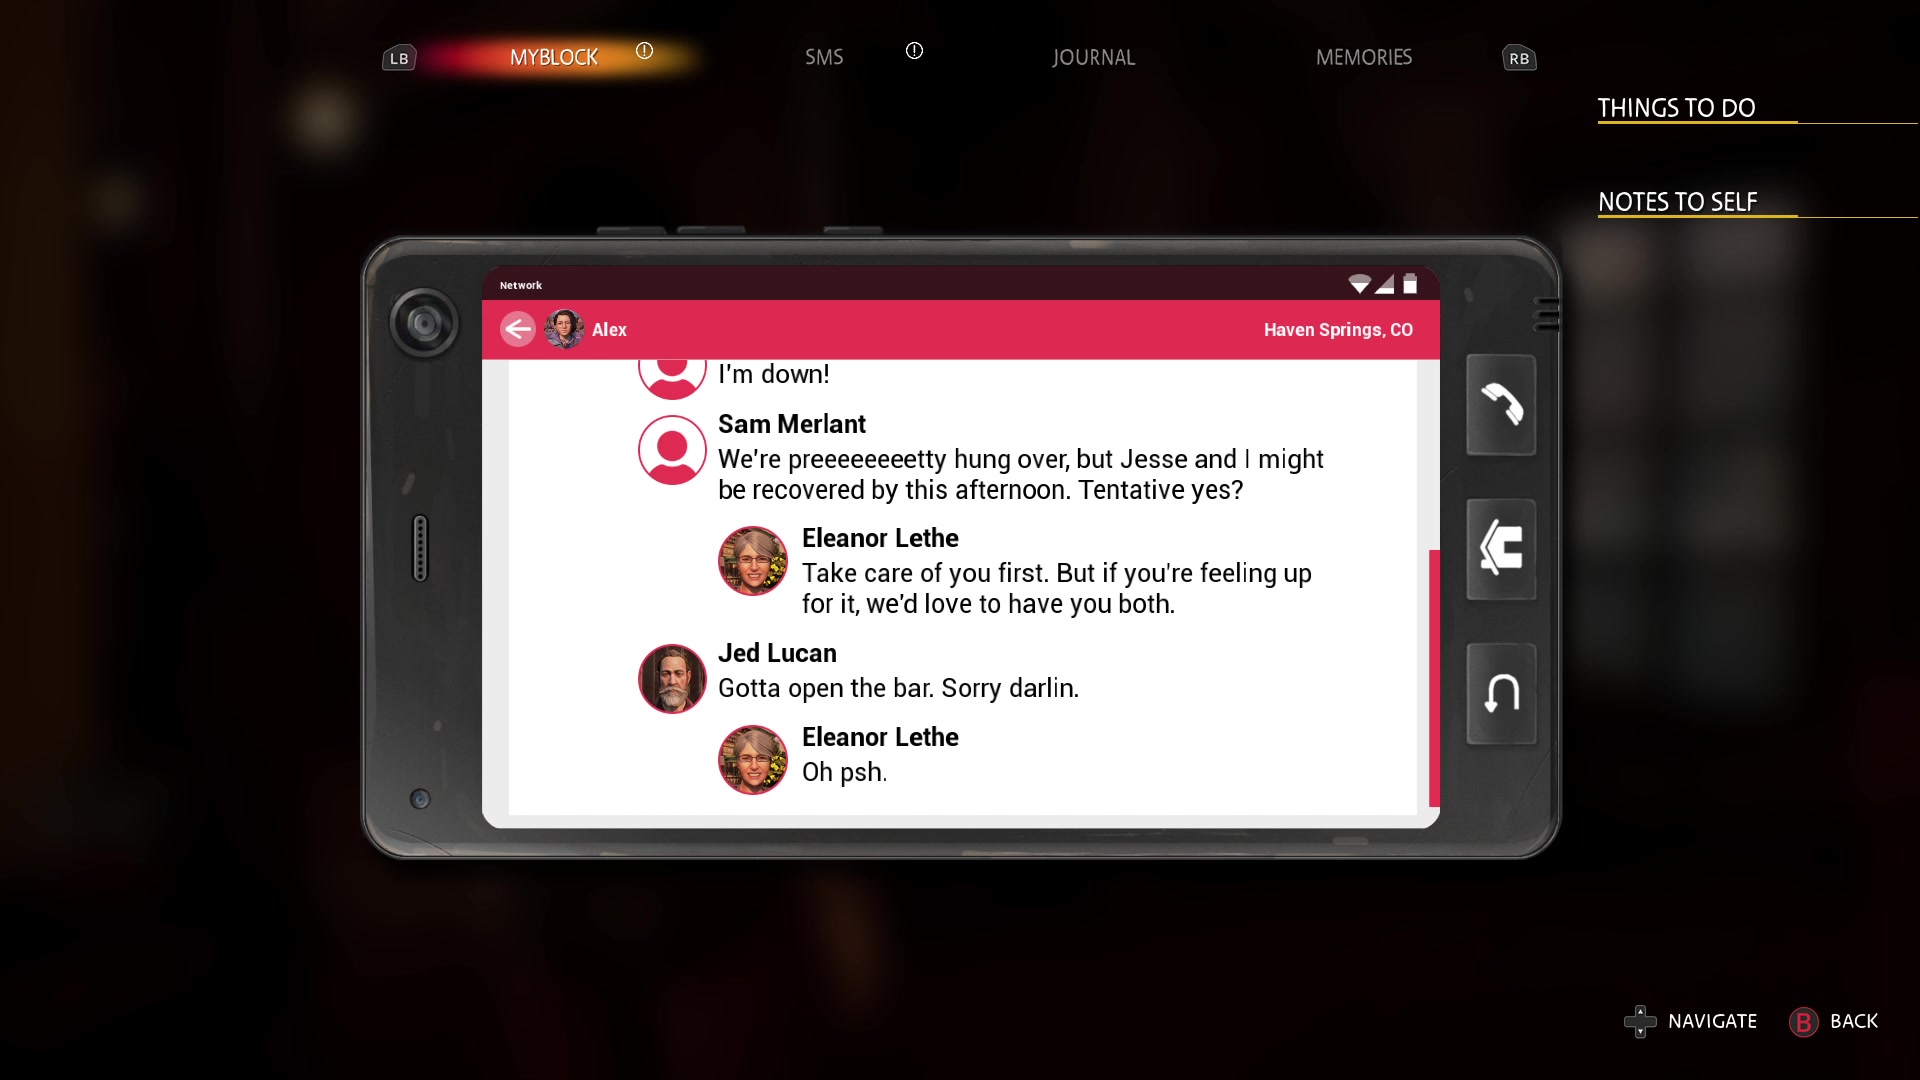 LB
MYBLOCK
SMS
JOURNAL
MEMORIES
RB
THINGS TO DO
NOTES TO SELF
Network
Alex
Haven Springs, CO
I'm down!
Sam Merlant
We're preeeeeeeetty hung over, but Jesse and I might
be recovered by this afternoon. Tentative yes?
Eleanor Lethe
Take care of you first. But if you're feeling up
for it, we'd love to have you both.
Jed Lucan
Gotta open the bar. Sorry darlin.
Eleanor Lethe
Oh psh.
NAVIGATE
B BACK